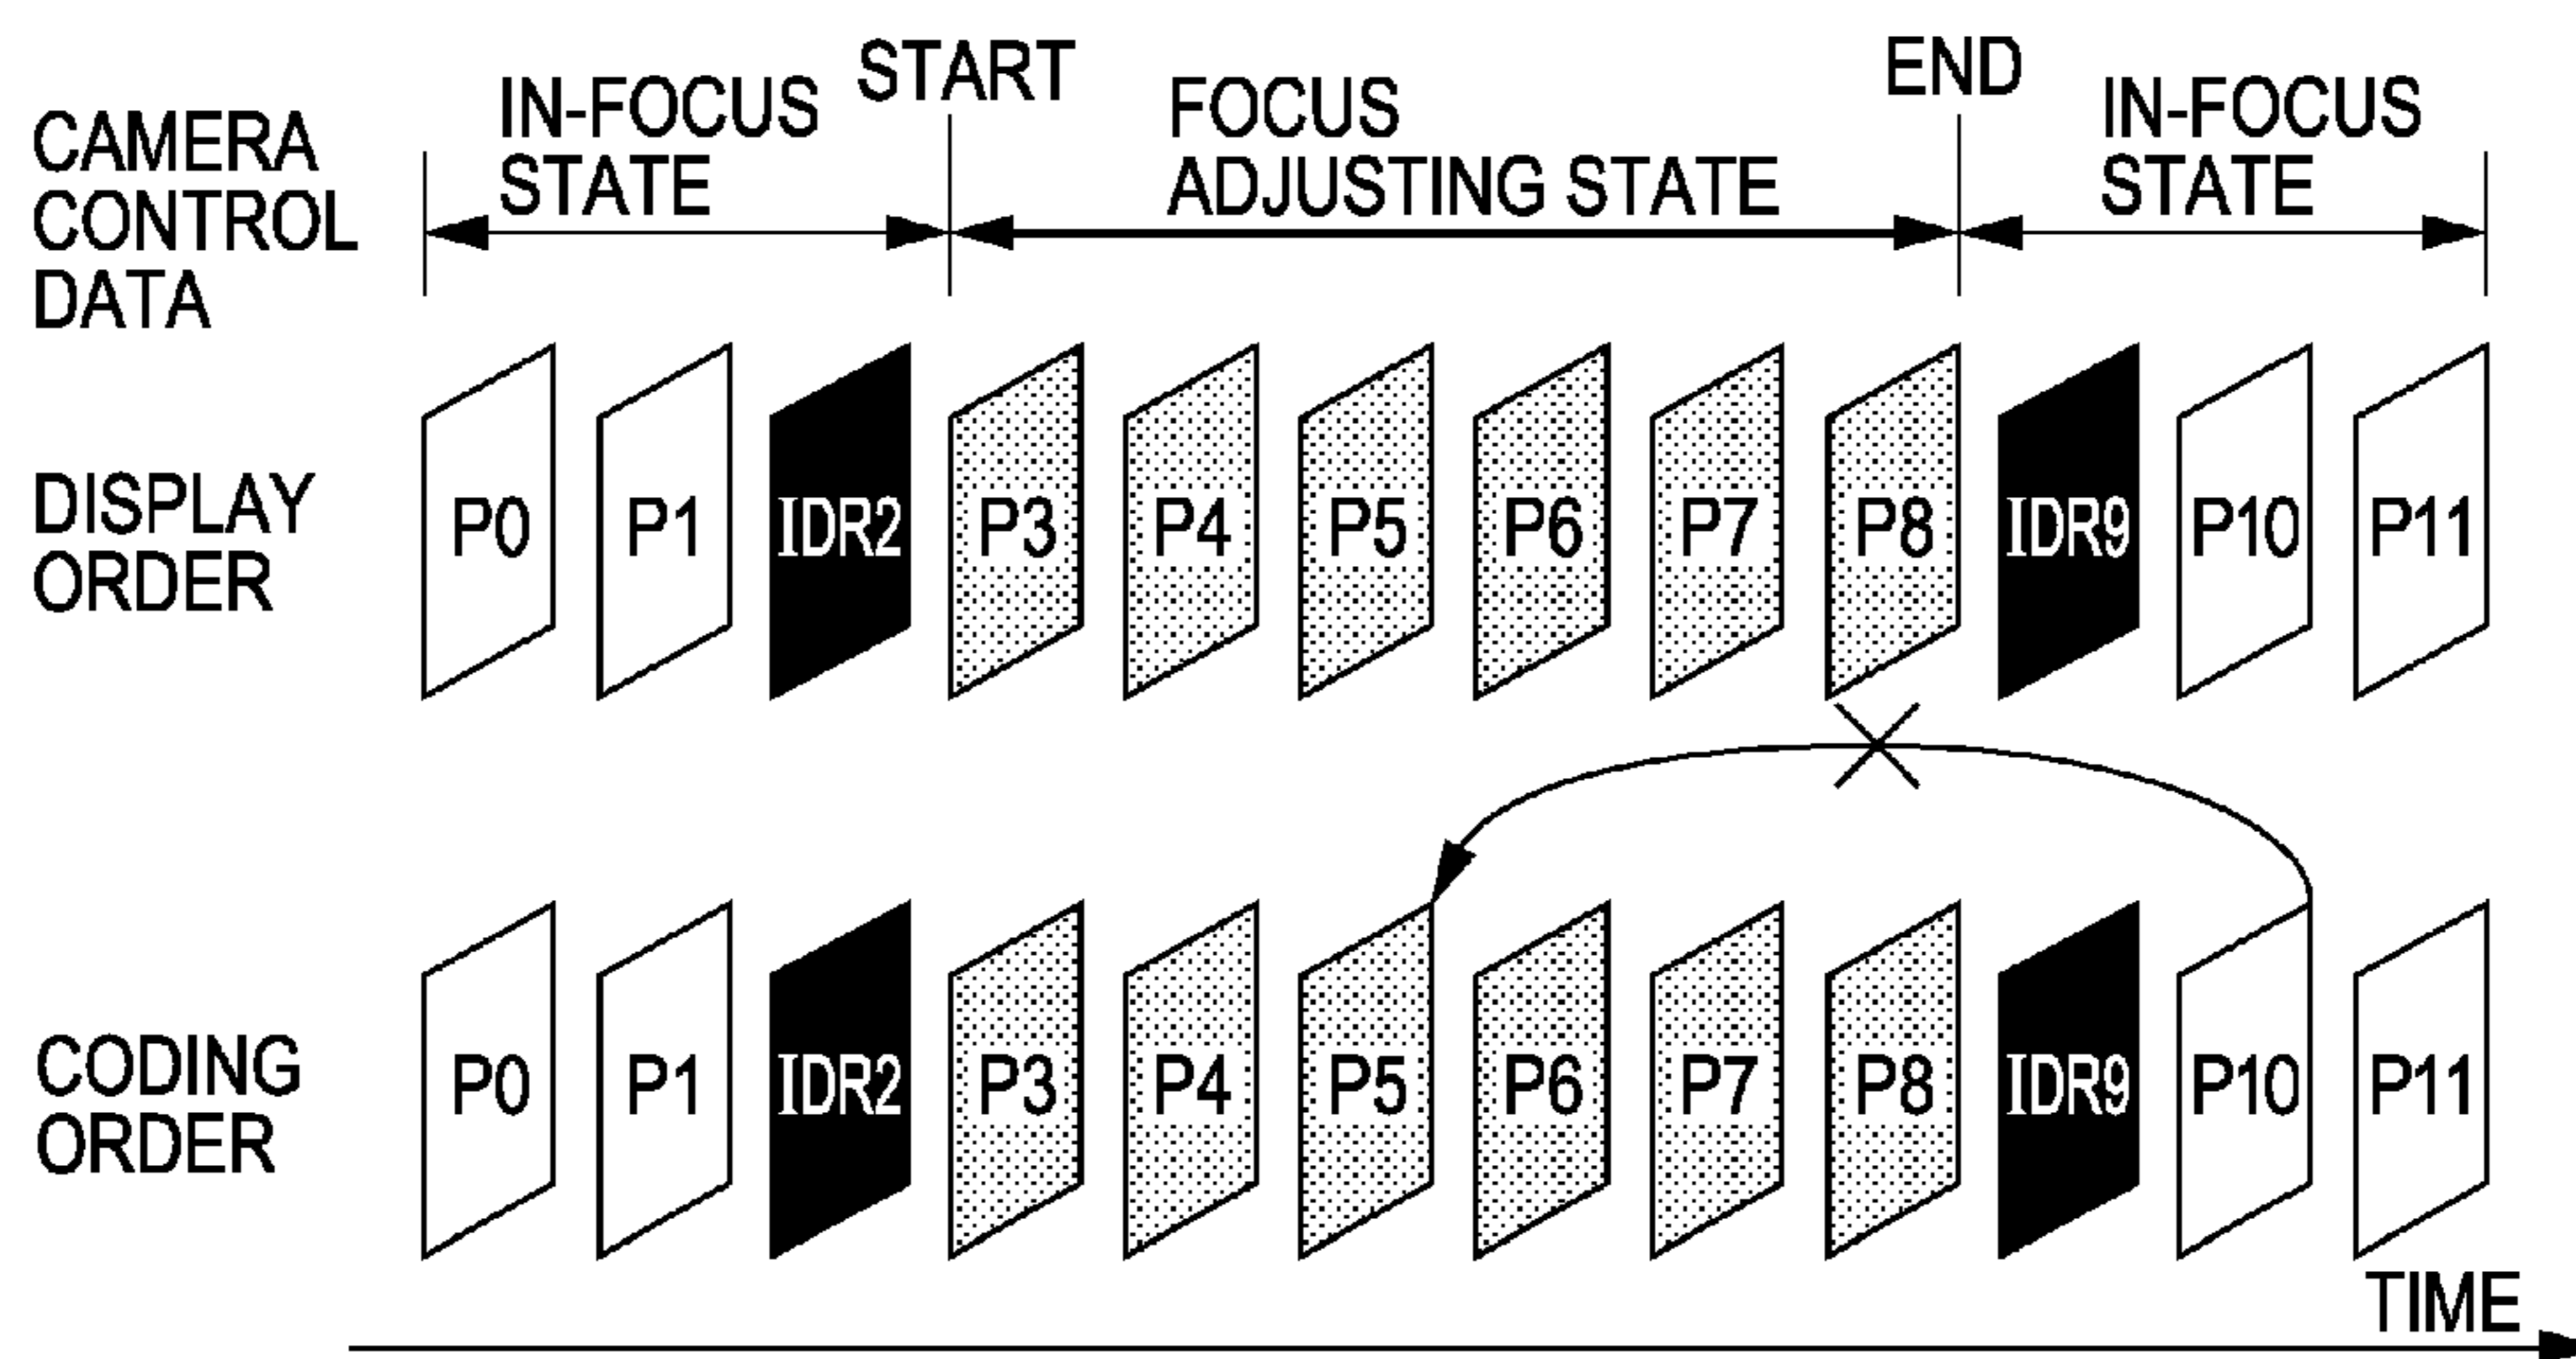 CAMERA
CONTROL
DATA
IN-FOCUS
STATE
START
FOCUS
ADJUSTING STATE
END
IN-FOCUS
STATE
DISPLAY
ORDER
P0 P1 IDR2 P3 P4 P5 P6 P7 P8 IDR9 P10 P11
CODING
ORDER
P0 P1 IDR2 P3 P4 P5 P6 P7 P8 IDR9 P10 P11
TIME